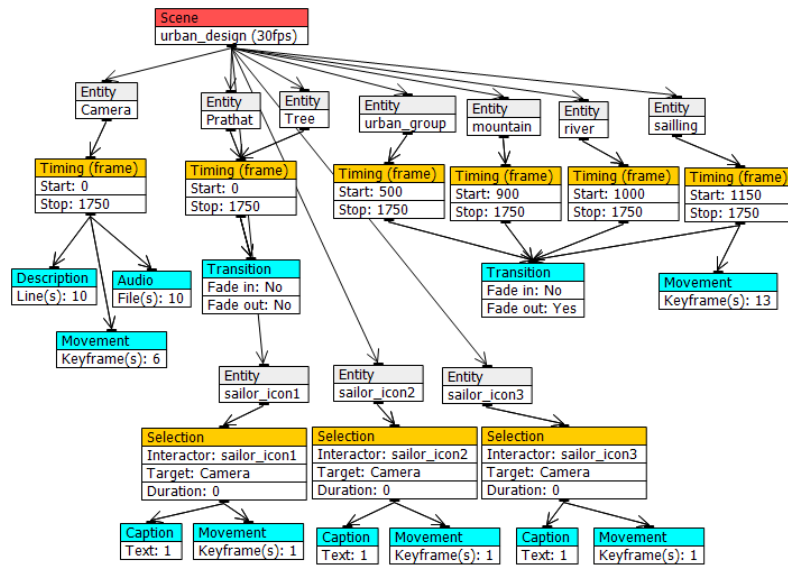 Scene
urban_design (30fps)
Entity
Camera
Entity
Prathat
Entity
Tree
Entity
urban_group
Entity
mountain
Entity
river
Entity
sailling
Timing (frame)
Start: 0
Stop: 1750
Timing (frame)
Start: 0
Stop: 1750
Timing (frame)
Start: 500
Stop: 1750
Timing (frame)
Start: 900
Stop: 1750
Timing (frame)
Start: 1000
Stop: 1750
Timing (frame)
Start: 1150
Stop: 1750
Description
Line(s): 10
Audio
File(s): 10
Transition
Fade in: No
Fade out: No
Transition
Fade in: No
Fade out: Yes
Movement
Keyframe(s): 13
Movement
Keyframe(s): 6
Entity
sailor_icon1
Entity
sailor_icon2
Entity
sailor_icon3
Selection
Interactor: sailor_icon1
Target: Camera
Duration: 0
Selection
Interactor: sailor_icon2
Target: Camera
Duration: 0
Selection
Interactor: sailor_icon3
Target: Camera
Duration: 0
Caption
Text: 1
Movement
Keyframe(s): 1
Caption
Text: 1
Movement
Keyframe(s): 1
Caption
Text: 1
Movement
Keyframe(s): 1